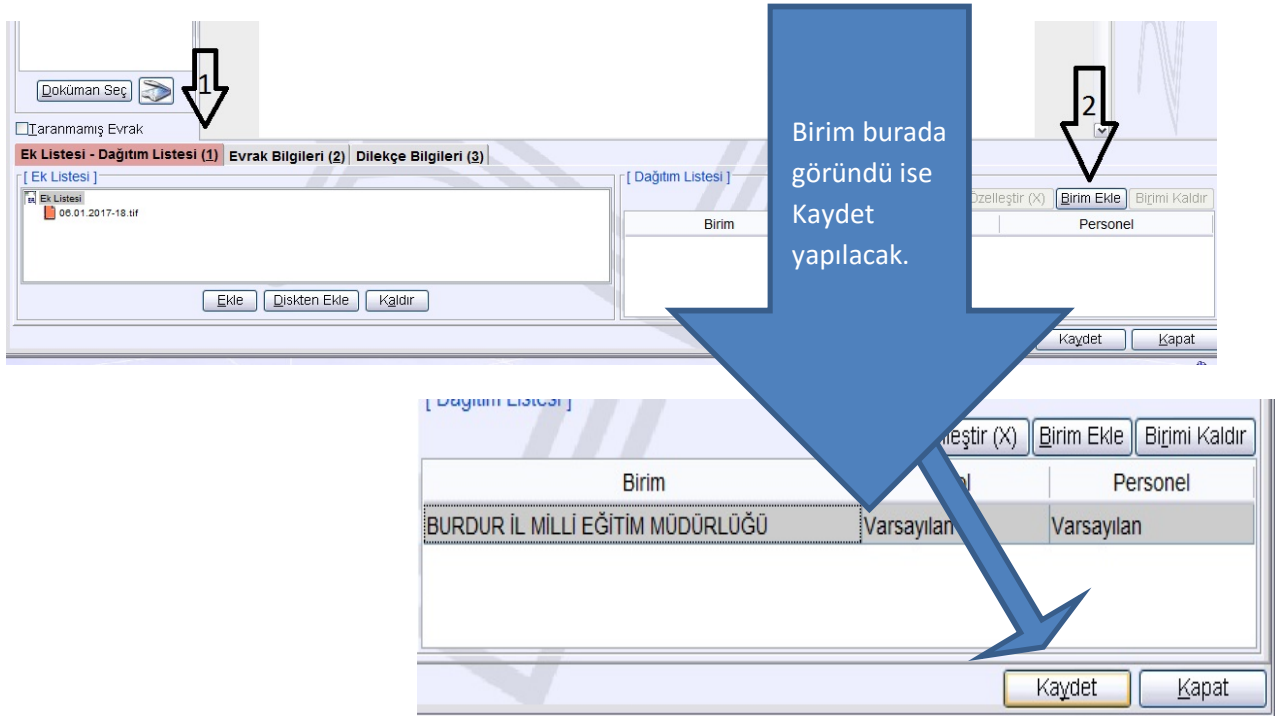 1
Doküman Seç
2
Taranmamış Evrak
Ek Listesi - Dağıtım Listesi (1) Evrak Bilgileri (2) Dilekçe Bilgileri (3)
[ Ek Listesi ]
Ek Listesi
06.01.2017-18.tif
Ekle Diskten Ekle Kaldır
[ Dağıtım Listesi ]
Özelleştir (X) Birim Ekle Birimi Kaldır
Birim Personel
Kaydet Kapat
Birim burada
göründü ise
Kaydet
yapılacak.
[ Dağıtım Listesi ]
leştir (X) Birim Ekle Birimi Kaldır
Birim Personel
BURDUR İL MİLLİ EĞİTİM MÜDÜRLÜĞÜ Varsayılan Varsayılan
Kaydet Kapat